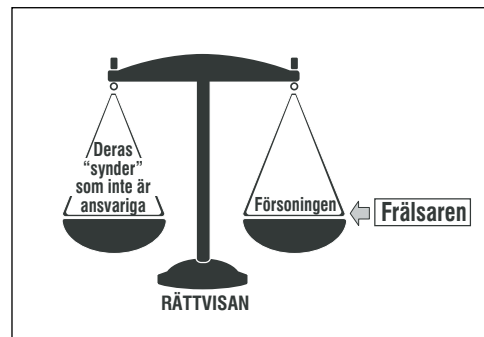 Deras
“synder”
som inte är
ansvariga
Försoningen
Frälsaren
RÄTTVISAN